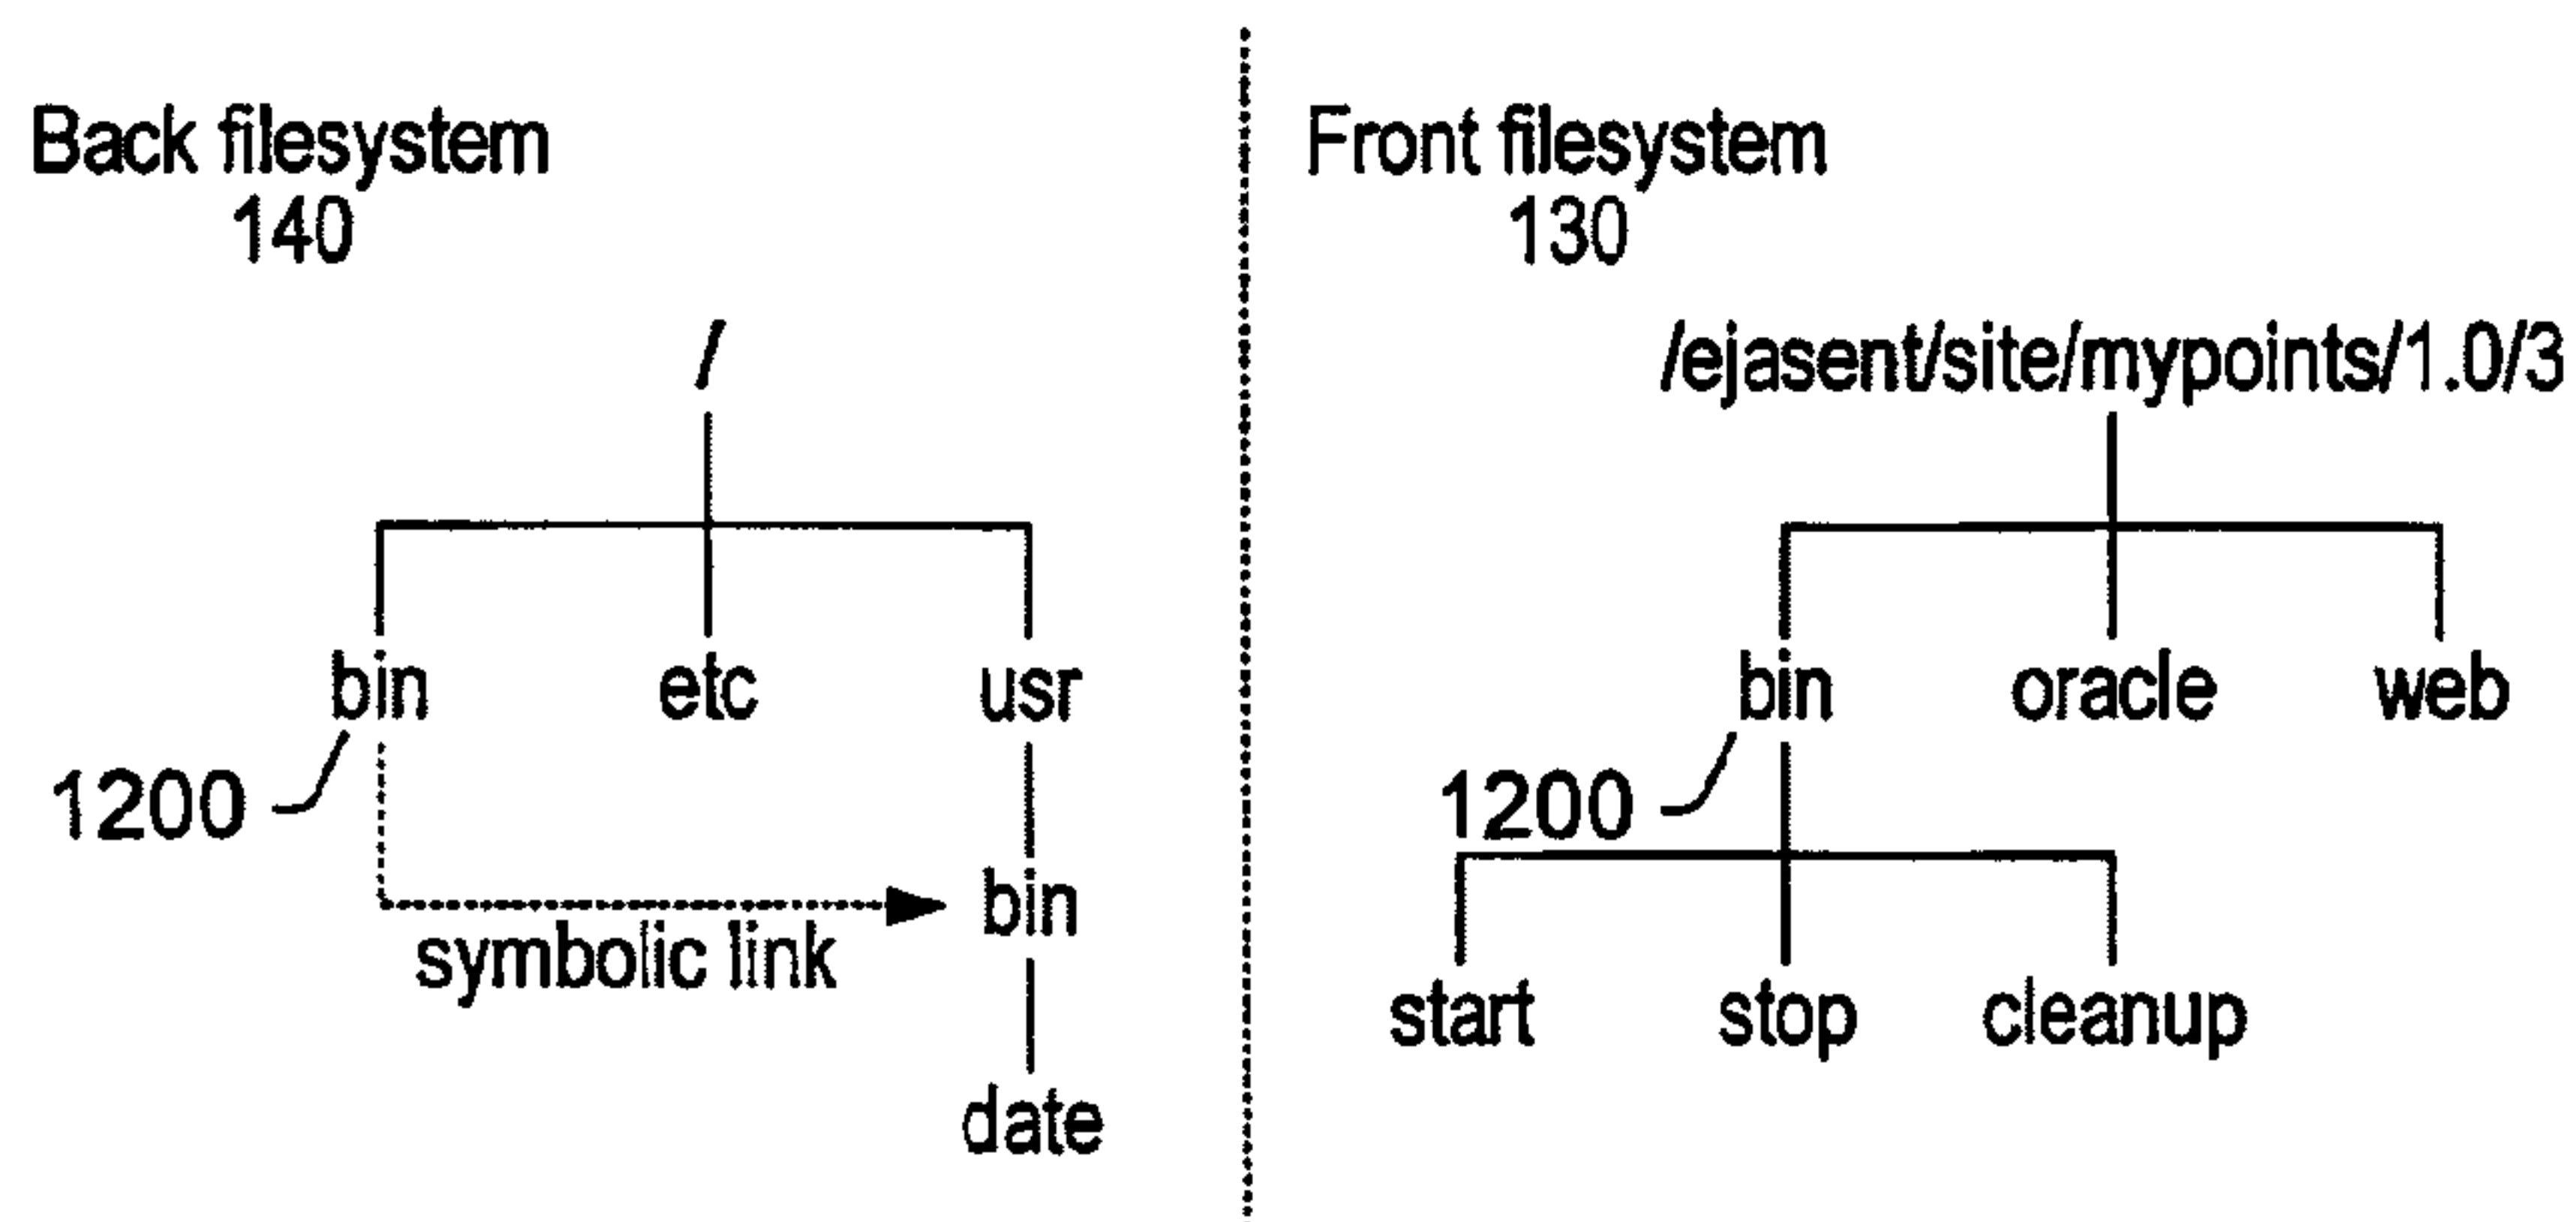 Back filesystem
140
/
bin etc usr
1200
bin
symbolic link
date
Front filesystem
130
/ejasent/site/mypoints/1.0/3
bin oracle web
1200
start stop cleanup